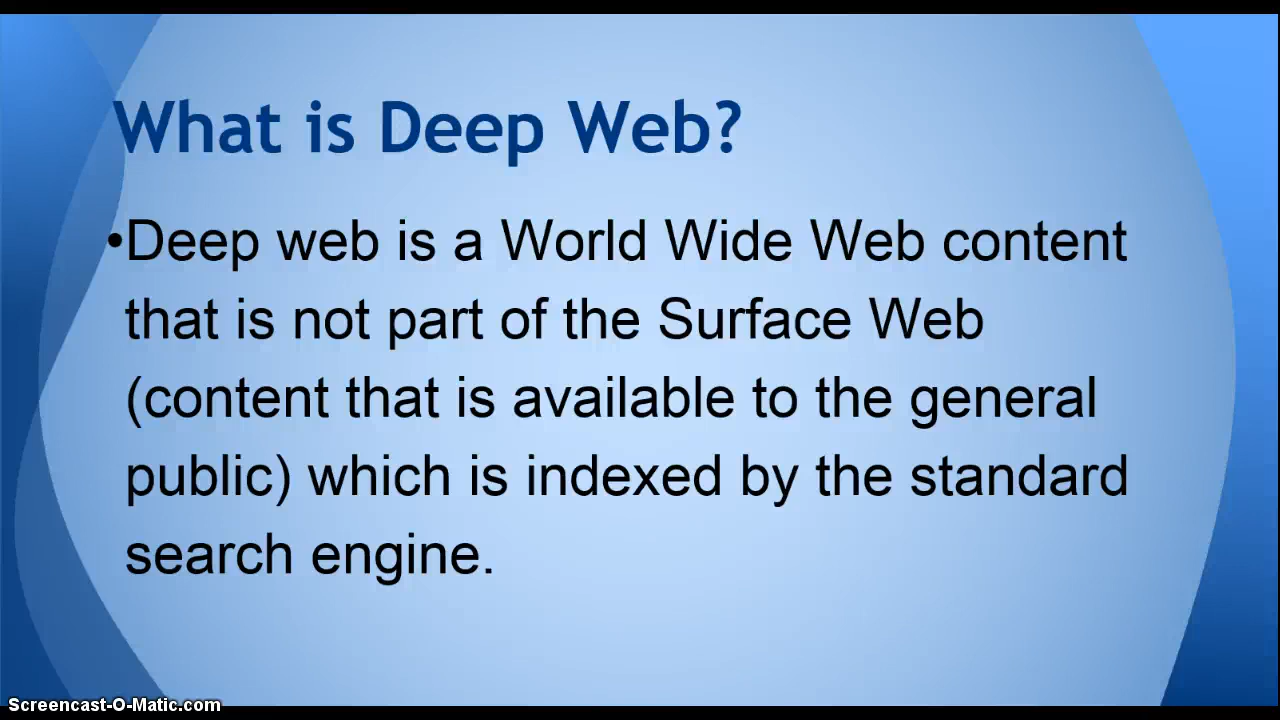 What is Deep Web?
•Deep web is a World Wide Web content
that is not part of the Surface Web
(content that is available to the general
public) which is indexed by the standard
search engine.
Screencast-O-Matic.com